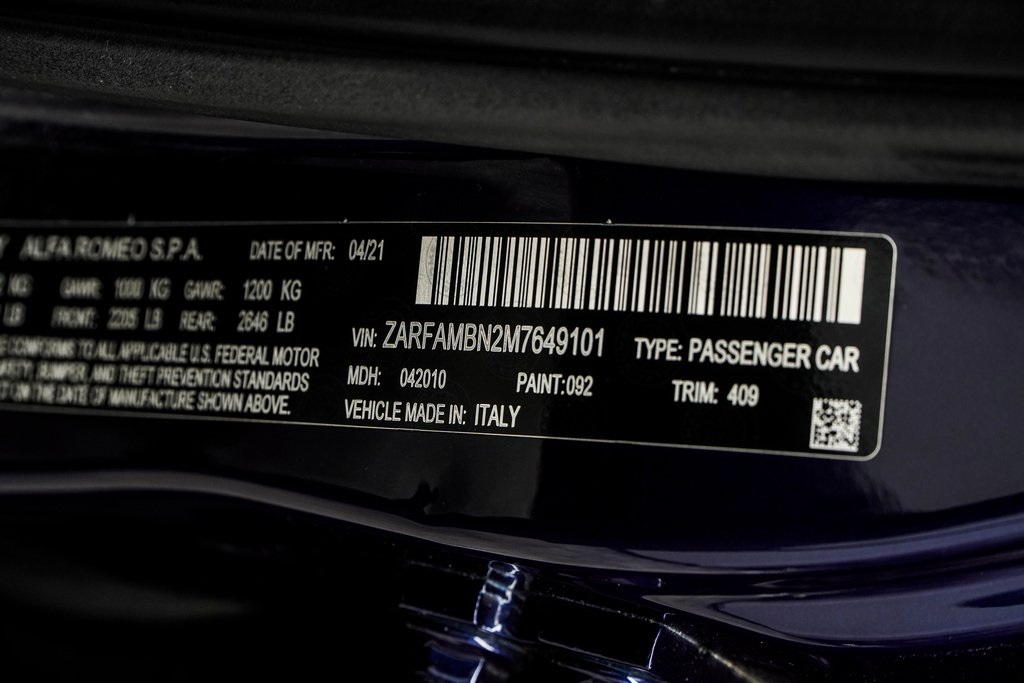 ALFA ROMEO S.P.A. DATE OF MFR: 04/21
KG GAWR: 1000 KG GAWR: 1200 KG
LB FRONT: 2205 LB REAR: 2646 LB
CONFORMS TO ALL APPLICABLE U.S. FEDERAL MOTOR
BUMPER, AND THEFT PREVENTION STANDARDS
ON THE DATE OF MANUFACTURE SHOWN ABOVE.
VIN: ZARFAMBN2M7649101 TYPE: PASSENGER CAR
MDH: 042010 PAINT:092 TRIM: 409
VEHICLE MADE IN: ITALY